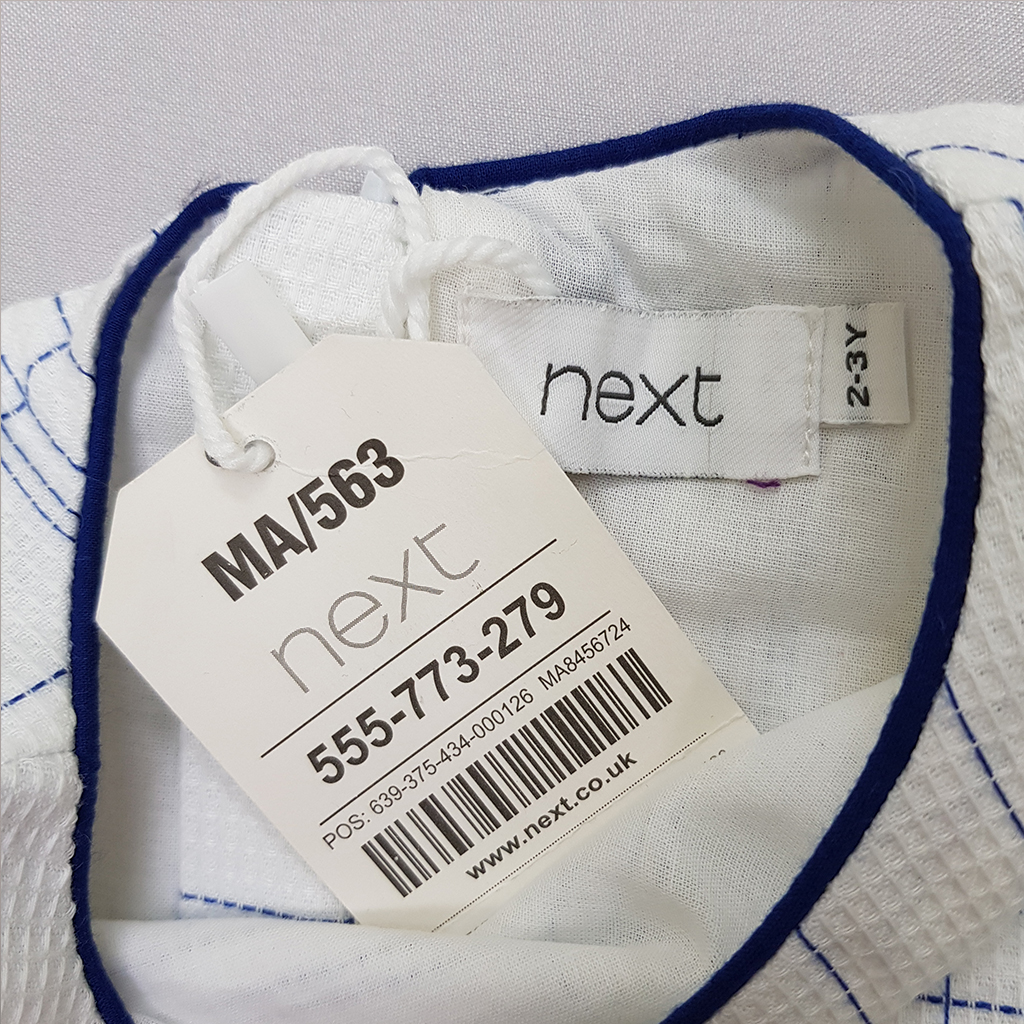 MA/563
next
555-773-279
POS: 639-375-434-000126 MA8456724
www.next.co.uk
next
2-3Y